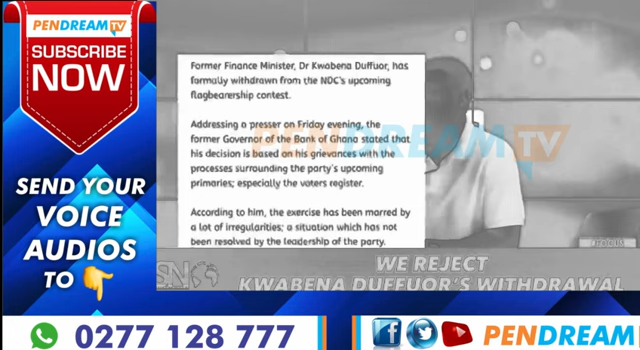 PENDREAM TV
SUBSCRIBE
NOW
SEND YOUR
VOICE
AUDIOS
TO
Former Finance Minister, Dr Kwabena Duffuor, has
formally withdrawn from the NDC's upcoming
flagbearership contest.
Addressing a presser on Friday evening, the
former Governor of the Bank of Ghana stated that
his decision is based on his grievances with the
processes surrounding the party's upcoming
primaries; especially the voters register.
According to him, the exercise has been marred by
a lot of irregularities; a situation which has not
been resolved by the leadership of the party.
PENDREAM TV
#FOCUS
SN
WE REJECT
KWABENA DUFFUOR'S WITHDRAWAL
0277 128 777
PENDREAM